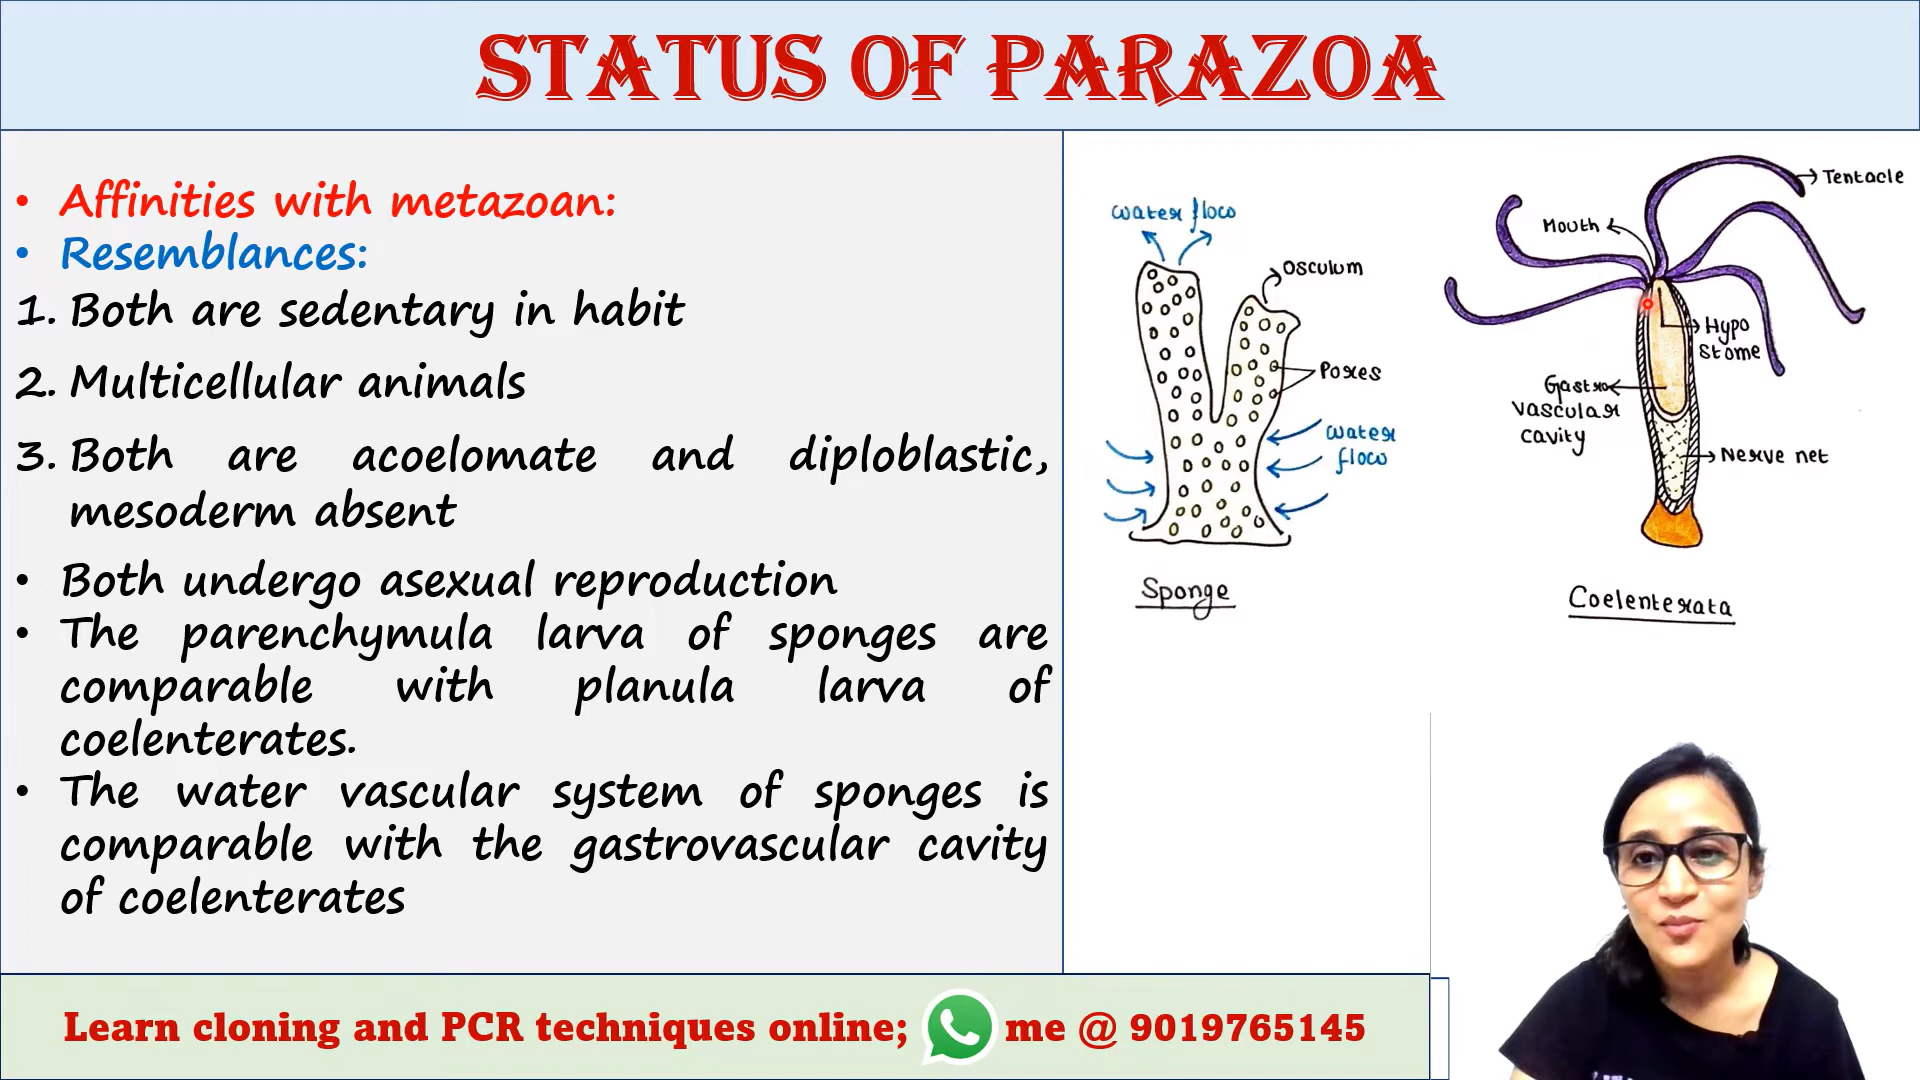 STATUS OF PARAZOA
• Affinities with metazoan:
• Resemblances:
1. Both are sedentary in habit
2. Multicellular animals
3. Both are acoelomate and diploblastic,
mesoderm absent
• Both undergo asexual reproduction
• The parenchymula larva of sponges are
comparable with planula larva of
coelenterates.
• The water vascular system of sponges is
comparable with the gastrovascular cavity
of coelenterates
water flow
Osculum
Pores
water
flow
Sponge
Tentacle
Mouth
Hypo
stome
Gastro
vascular
cavity
Nerve net
Coelenterata
Learn cloning and PCR techniques online; me @ 9019765145